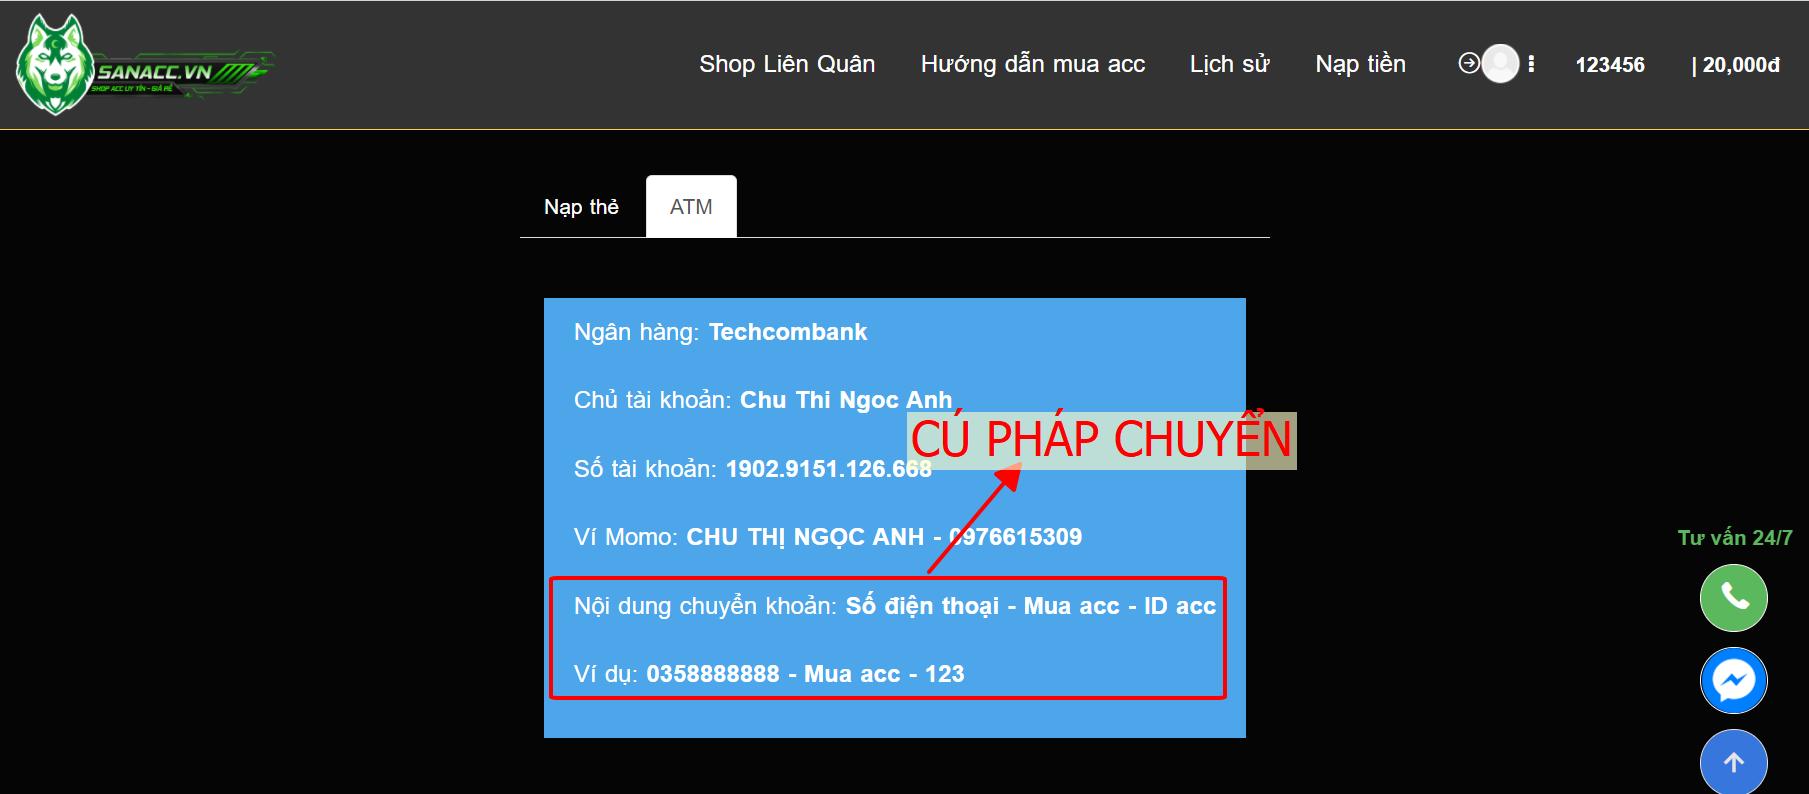 SANACC.VN
SHOP ACC UY TÍN - GIÁ RẺ
Shop Liên Quân Hướng dẫn mua acc Lịch sử Nạp tiền 123456 | 20,000đ
Nạp thẻ ATM
Ngân hàng: Techcombank
Chủ tài khoản: Chu Thi Ngoc Anh
CÚ PHÁP CHUYỂN
Số tài khoản: 1902.9151.126.668
Ví Momo: CHU THỊ NGỌC ANH - 0976615309
Tư vấn 24/7
Nội dung chuyển khoản: Số điện thoại - Mua acc - ID acc
Ví dụ: 0358888888 - Mua acc - 123